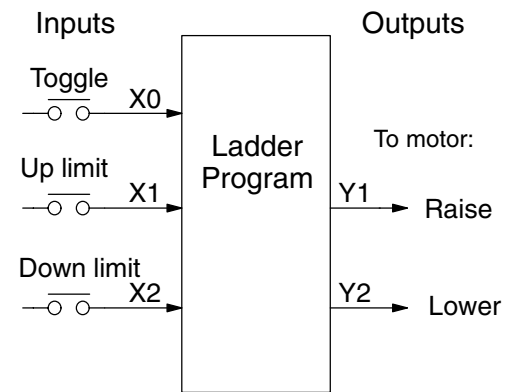 Inputs
Outputs
Toggle
X0
Ladder
Program
To motor:
Up limit
X1
Y1
Raise
Down limit
X2
Y2
Lower